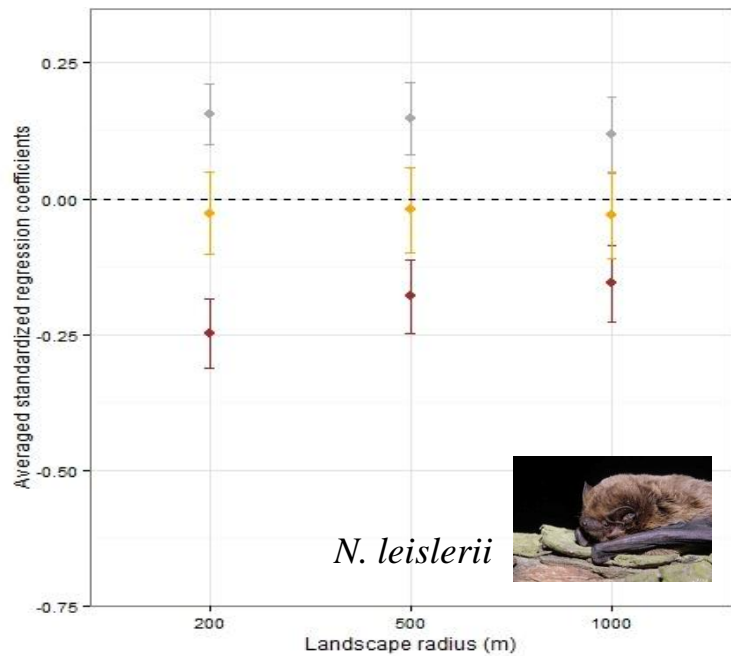 Averaged standardized regression coefficients
0.25
0.00
-0.25
-0.50
-0.75
N. leislerii
200 500 1000
Landscape radius (m)